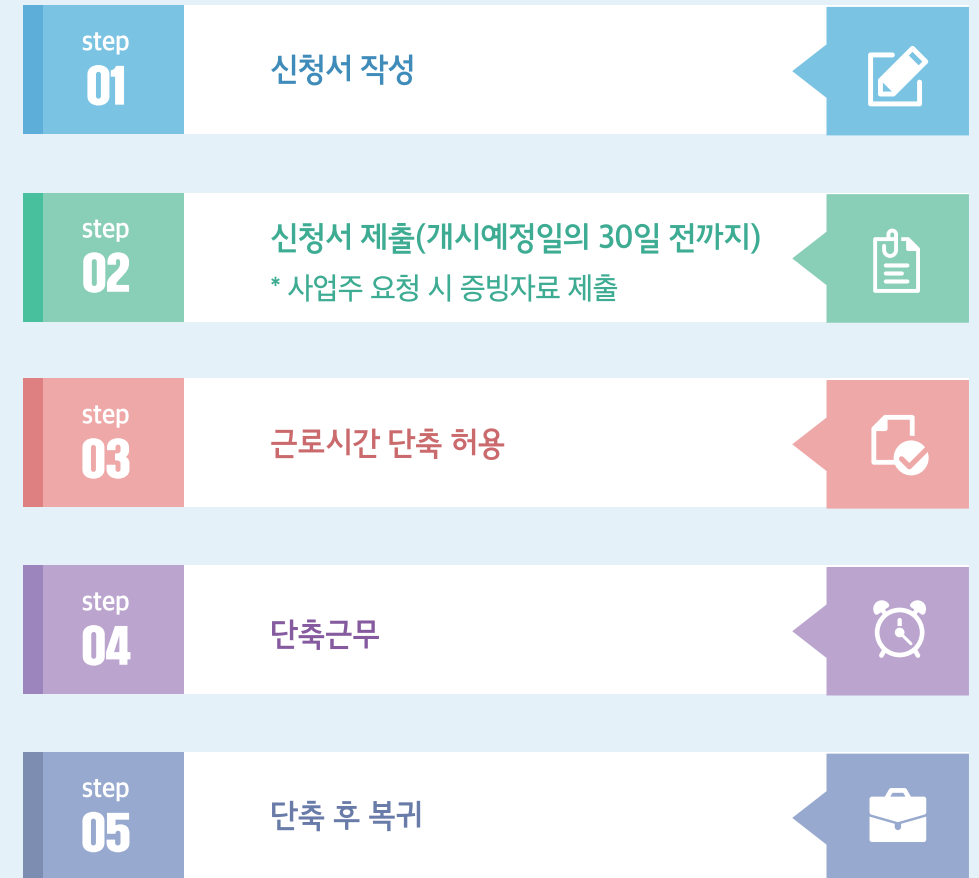 step
01
신청서 작성
step
02
신청서 제출(개시예정일의 30일 전까지)
* 사업주 요청 시 증빙자료 제출
step
03
근로시간 단축 허용
step
04
단축근무
step
05
단축 후 복귀